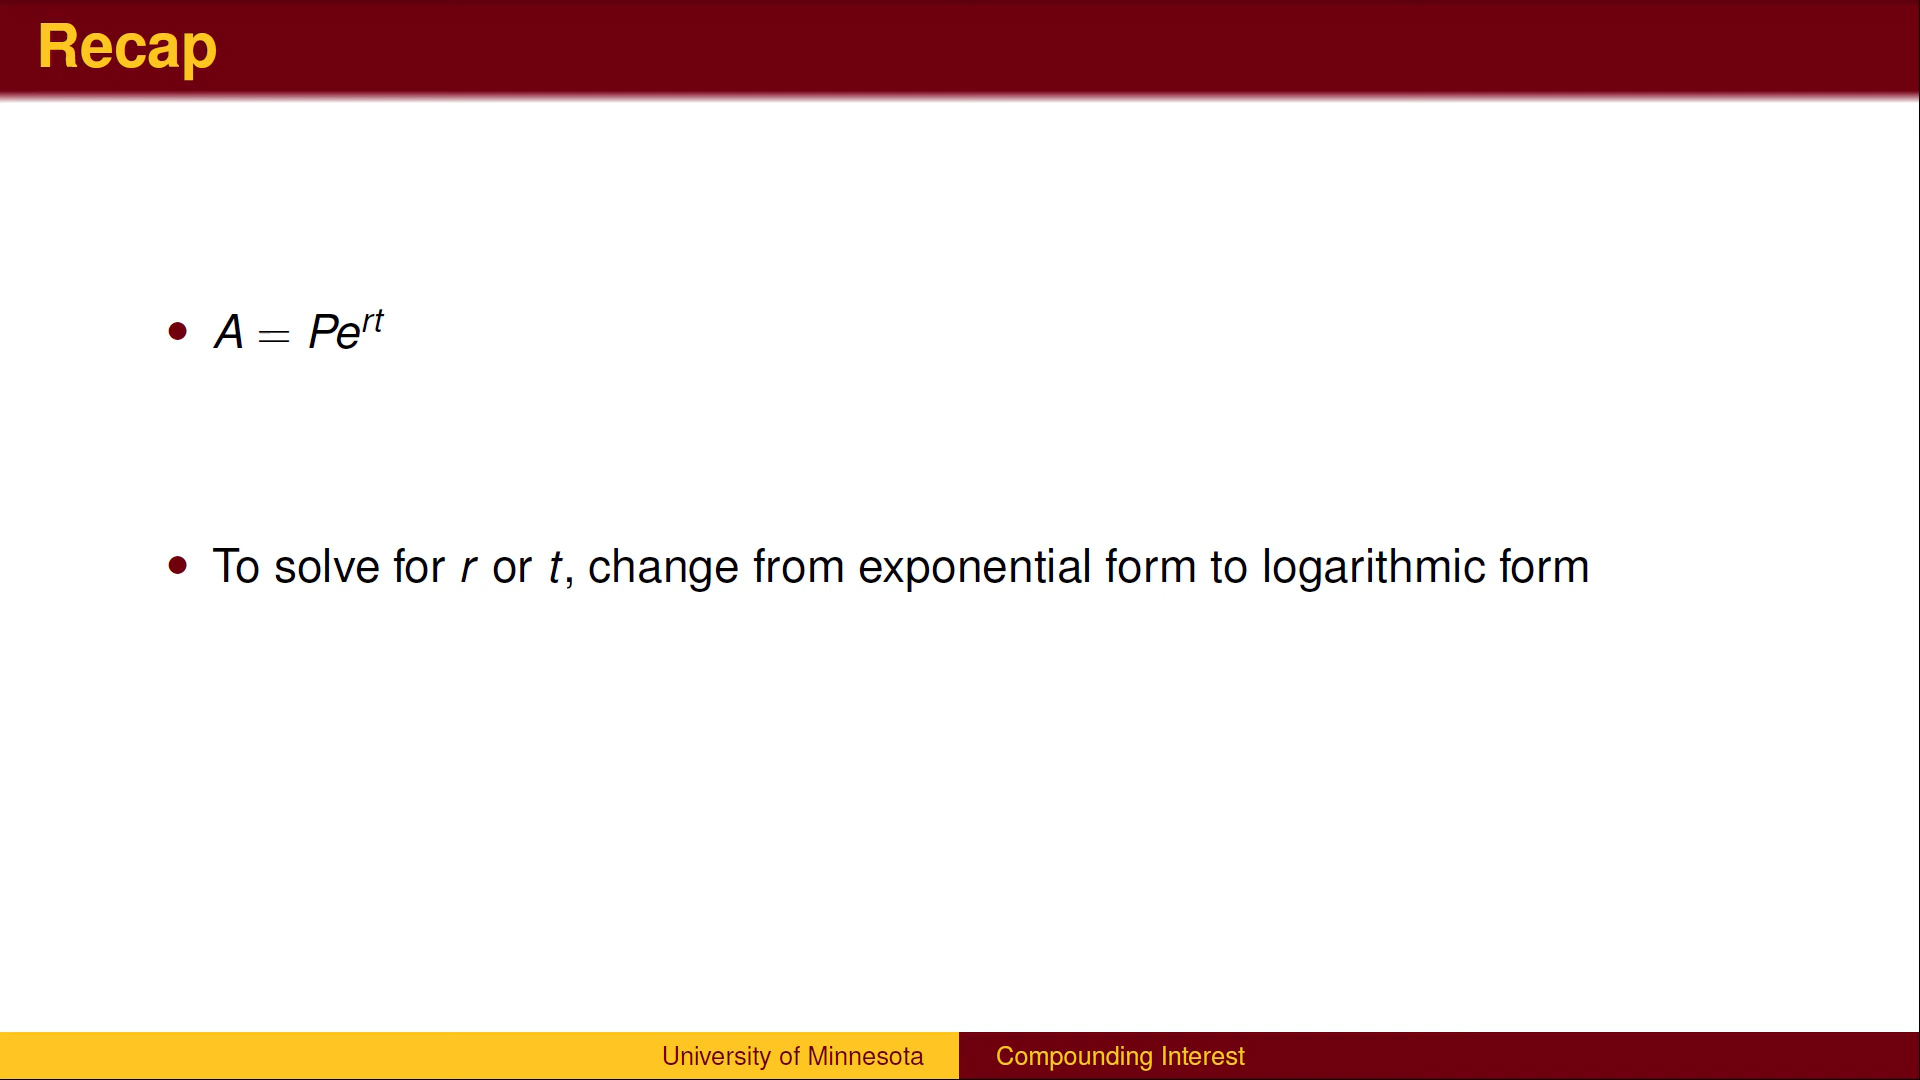 Recap
• A = Pe^{rt}
• To solve for r or t, change from exponential form to logarithmic form
University of Minnesota
Compounding Interest